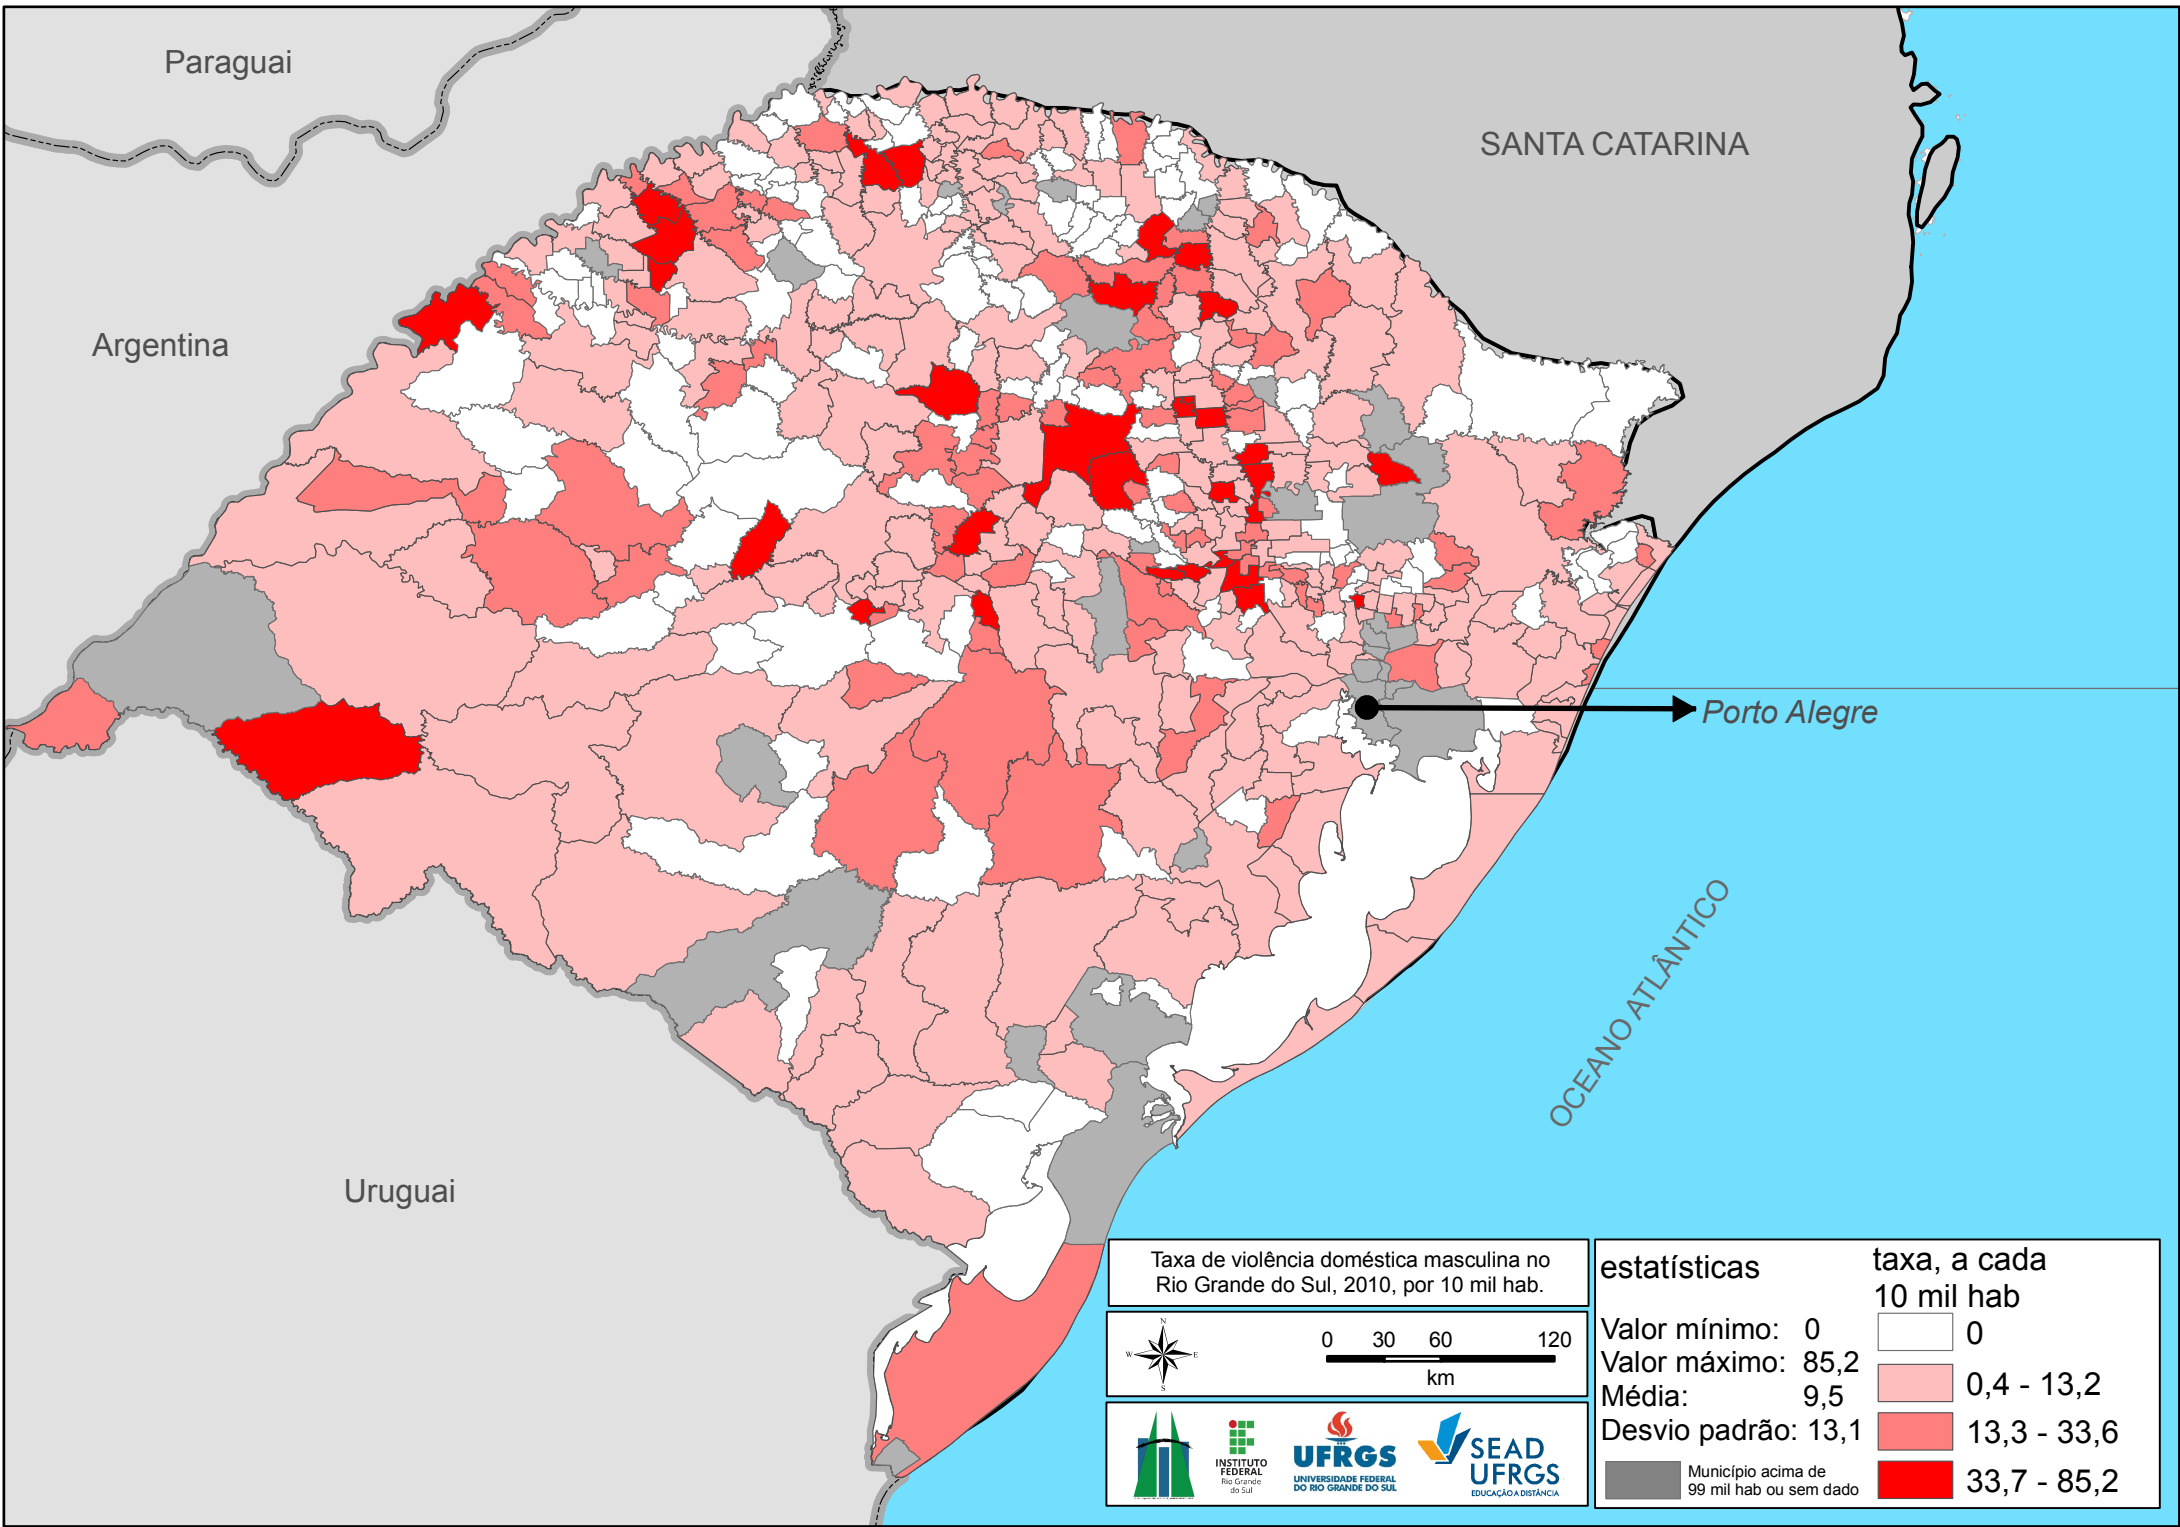 Paraguai
SANTA CATARINA
Argentina
Porto Alegre
OCEANO ATLÂNTICO
Uruguai
Taxa de violência doméstica masculina no
Rio Grande do Sul, 2010, por 10 mil hab.
N
W E
S
0 30 60 120
km
INSTITUTO
FEDERAL
Rio Grande
do Sul
UFRGS
UNIVERSIDADE FEDERAL
DO RIO GRANDE DO SUL
SEAD
UFRGS
EDUCAÇÃO A DISTÂNCIA
estatísticas
Valor mínimo: 0
Valor máximo: 85,2
Média: 9,5
Desvio padrão: 13,1
Município acima de
99 mil hab ou sem dado
taxa, a cada
10 mil hab
0
0,4 - 13,2
13,3 - 33,6
33,7 - 85,2